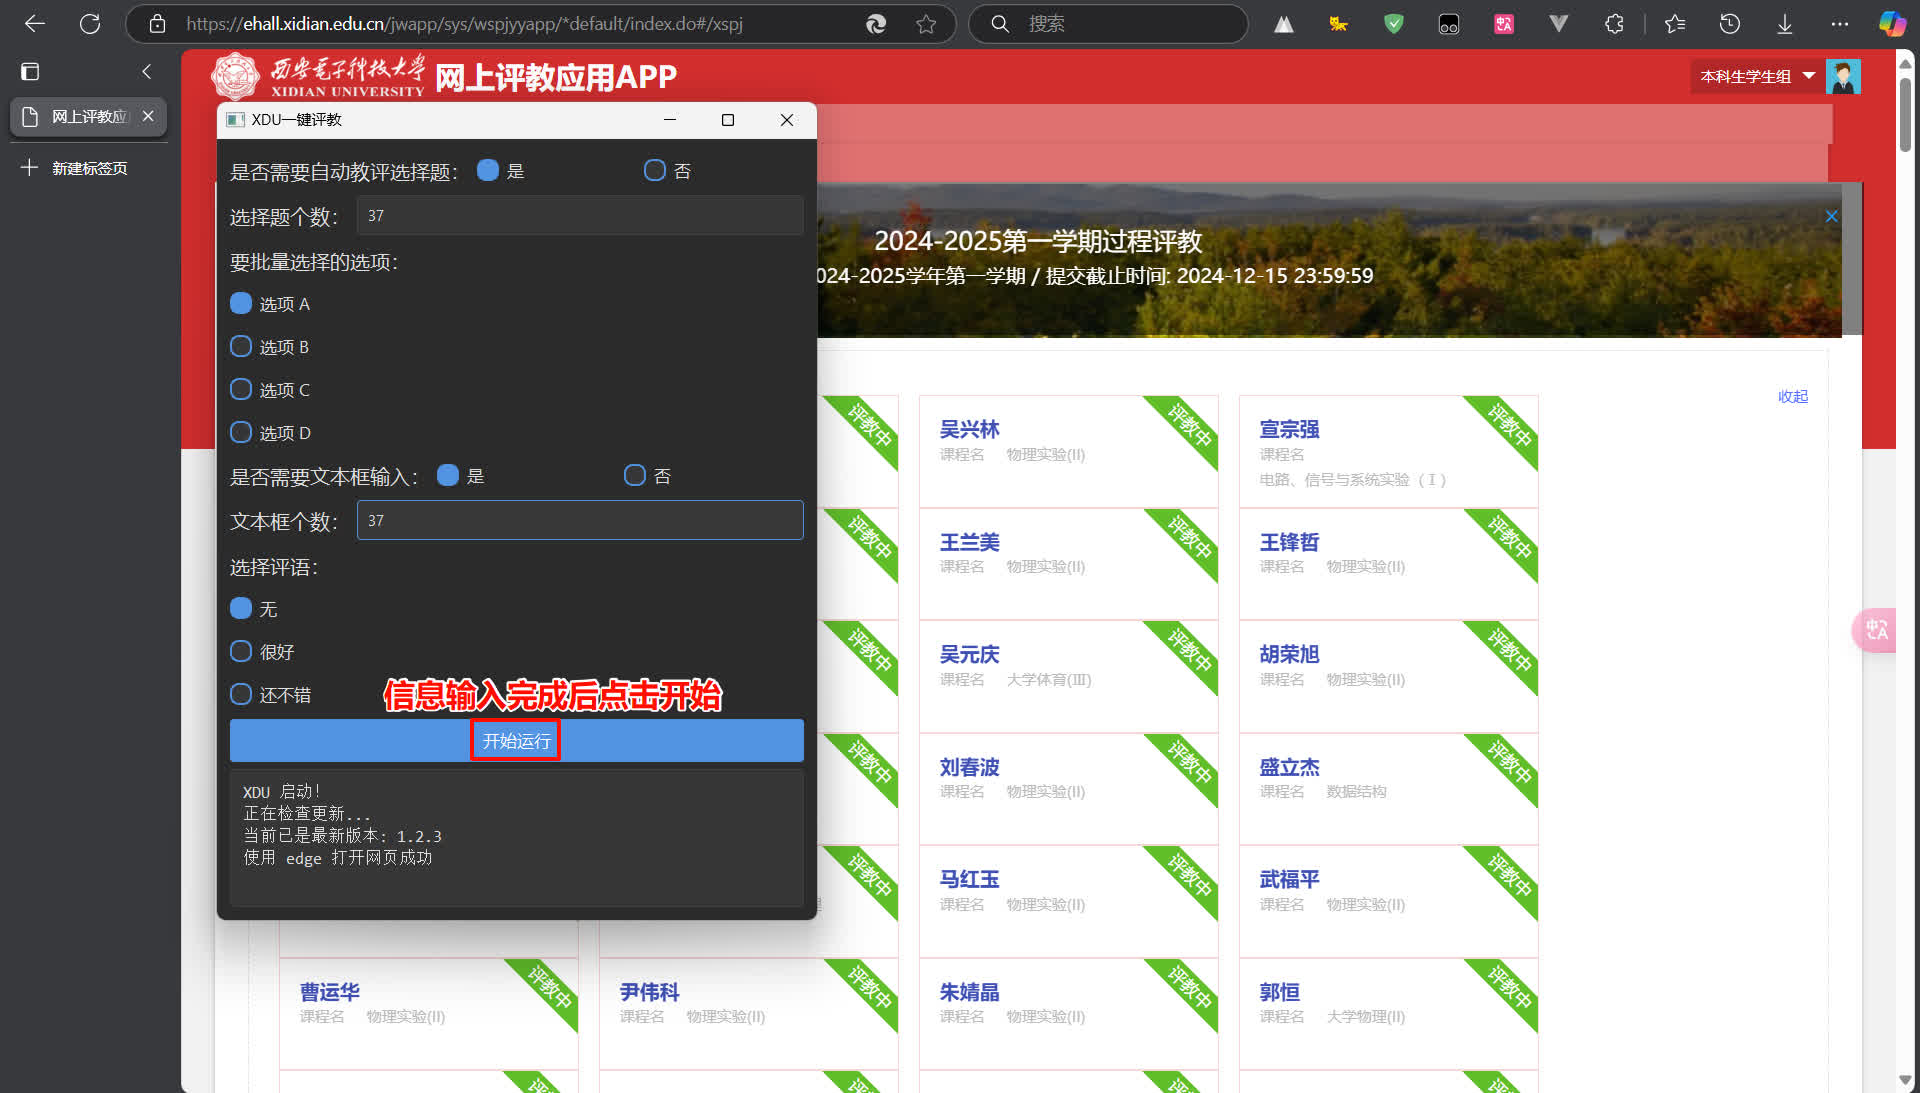 https://ehall.xidian.edu.cn/jwapp/sys/wspjyyapp/*default/index.do#/xspj
搜索
网上评教应
新建标签页
西安电子科技大学
XIDIAN UNIVERSITY
网上评教应用APP
本科生学生组
XDU一键评教
是否需要自动教评选择题： 是 否
选择题个数： 37
要批量选择的选项：
选项 A
选项 B
选项 C
选项 D
是否需要文本框输入： 是 否
文本框个数： 37
选择评语：
无
很好
还不错
信息输入完成后点击开始
开始运行
XDU 启动！
正在检查更新...
当前已是最新版本: 1.2.3
使用 edge 打开网页成功
2024-2025第一学期过程评教
024-2025学年第一学期 / 提交截止时间: 2024-12-15 23:59:59
收起
评教中
吴兴林
课程名 物理实验(II)
评教中
宣宗强
课程名
电路、信号与系统实验（Ⅰ）
评教中
评教中
王兰美
课程名 物理实验(II)
评教中
王锋哲
课程名 物理实验(II)
评教中
评教中
吴元庆
课程名 大学体育(Ⅲ)
评教中
胡荣旭
课程名 物理实验(II)
评教中
评教中
刘春波
课程名 物理实验(II)
评教中
盛立杰
课程名 数据结构
评教中
评教中
马红玉
课程名 物理实验(II)
评教中
武福平
课程名 物理实验(II)
评教中
曹运华
课程名 物理实验(II)
评教中
尹伟科
课程名 物理实验(II)
评教中
朱婧晶
课程名 物理实验(II)
评教中
郭恒
课程名 大学物理(II)
评教中